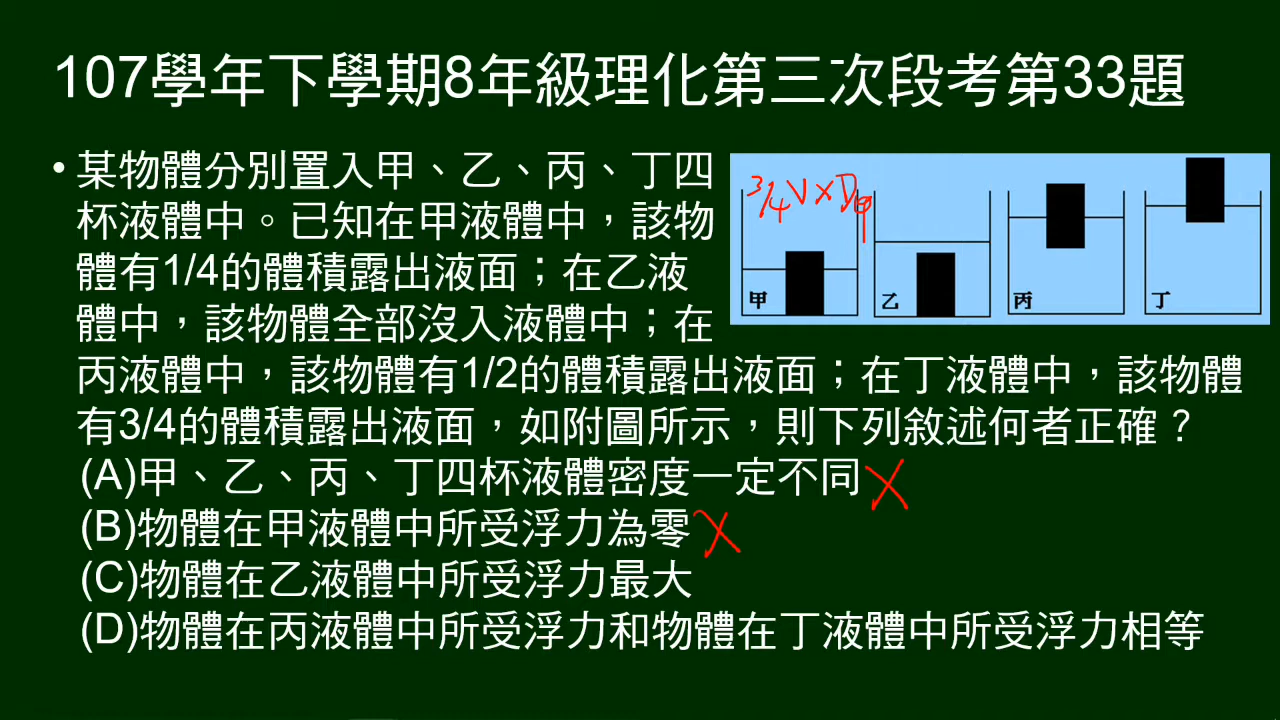 107學年下學期8年級理化第三次段考第33題
•某物體分別置入甲、乙、丙、丁四
杯液體中。已知在甲液體中，該物
體有1/4的體積露出液面；在乙液
體中，該物體全部沒入液體中；在
丙液體中，該物體有1/2的體積露出液面；在丁液體中，該物體
有3/4的體積露出液面，如附圖所示，則下列敘述何者正確？
(A)甲、乙、丙、丁四杯液體密度一定不同
(B)物體在甲液體中所受浮力為零
(C)物體在乙液體中所受浮力最大
(D)物體在丙液體中所受浮力和物體在丁液體中所受浮力相等
3/4 V×D甲
甲
乙
丙
丁